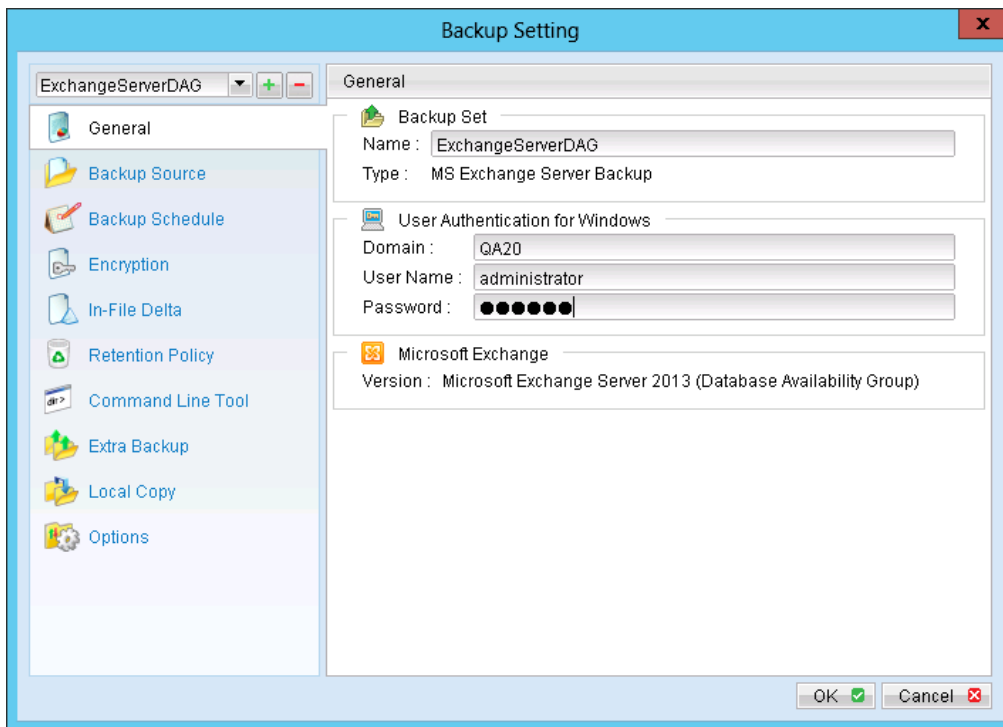 Backup Setting
x
ExchangeServerDAG
General
Backup Source
Backup Schedule
Encryption
In-File Delta
Retention Policy
dir>
Command Line Tool
Extra Backup
Local Copy
Options
General
Backup Set
Name : ExchangeServerDAG
Type : MS Exchange Server Backup
User Authentication for Windows
Domain : QA20
User Name : administrator
Password : ●●●●●●
Microsoft Exchange
Version : Microsoft Exchange Server 2013 (Database Availability Group)
OK
Cancel